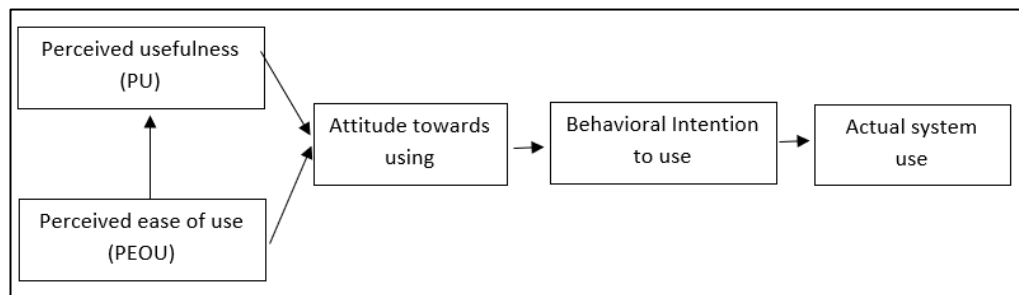 Perceived usefulness
(PU)
Perceived ease of use
(PEOU)
Attitude towards
using
Behavioral Intention
to use
Actual system
use